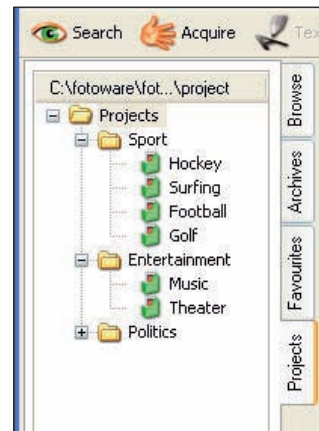 Search Acquire Te
C:\fotoware\fot...\project
Projects
Sport
Hockey
Surfing
Football
Golf
Entertainment
Music
Theater
Politics
Browse
Archives
Favourites
Projects